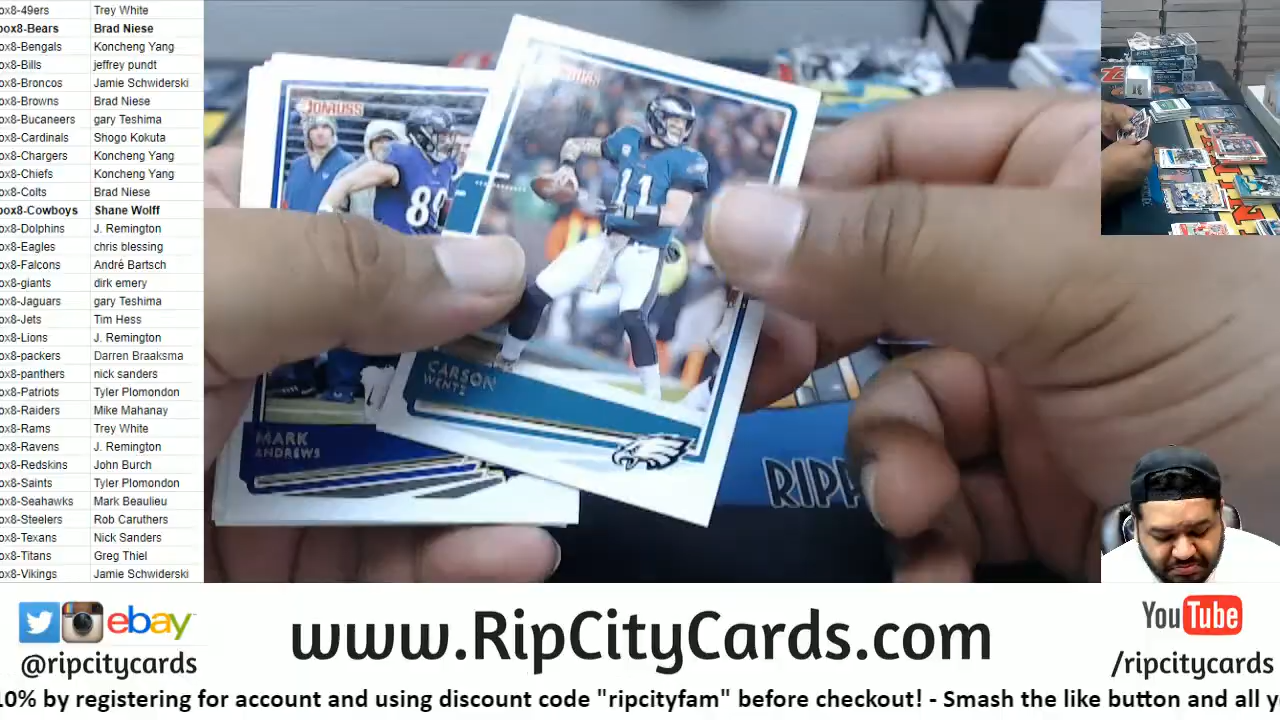 ox8-49ers Trey White
box8-Bears Brad Niese
ox8-Bengals Koncheng Yang
ox8-Bills jeffrey pundt
ox8-Broncos Jamie Schwiderski
ox8-Browns Brad Niese
ox8-Bucaneers gary Teshima
ox8-Cardinals Shogo Kokuta
ox8-Chargers Koncheng Yang
ox8-Chiefs Koncheng Yang
ox8-Colts Brad Niese
box8-Cowboys Shane Wolff
ox8-Dolphins J. Remington
ox8-Eagles chris blessing
ox8-Falcons André Bartsch
ox8-giants dirk emery
ox8-Jaguars gary Teshima
ox8-Jets Tim Hess
ox8-Lions J. Remington
ox8-packers Darren Braaksma
ox8-panthers nick sanders
ox8-Patriots Tyler Plomondon
ox8-Raiders Mike Mahanay
ox8-Rams Trey White
ox8-Ravens J. Remington
ox8-Redskins John Burch
ox8-Saints Tyler Plomondon
ox8-Seahawks Mark Beaulieu
ox8-Steelers Rob Caruthers
ox8-Texans Nick Sanders
ox8-Titans Greg Thiel
ox8-Vikings Jamie Schwiderski
DONRUSS
89
MARK
ANDREWS
11
CARSON
WENTZ
RIPP
ebay
@ripcitycards
www.RipCityCards.com
YouTube
/ripcitycards
10% by registering for account and using discount code "ripcityfam" before checkout! - Smash the like button and all y